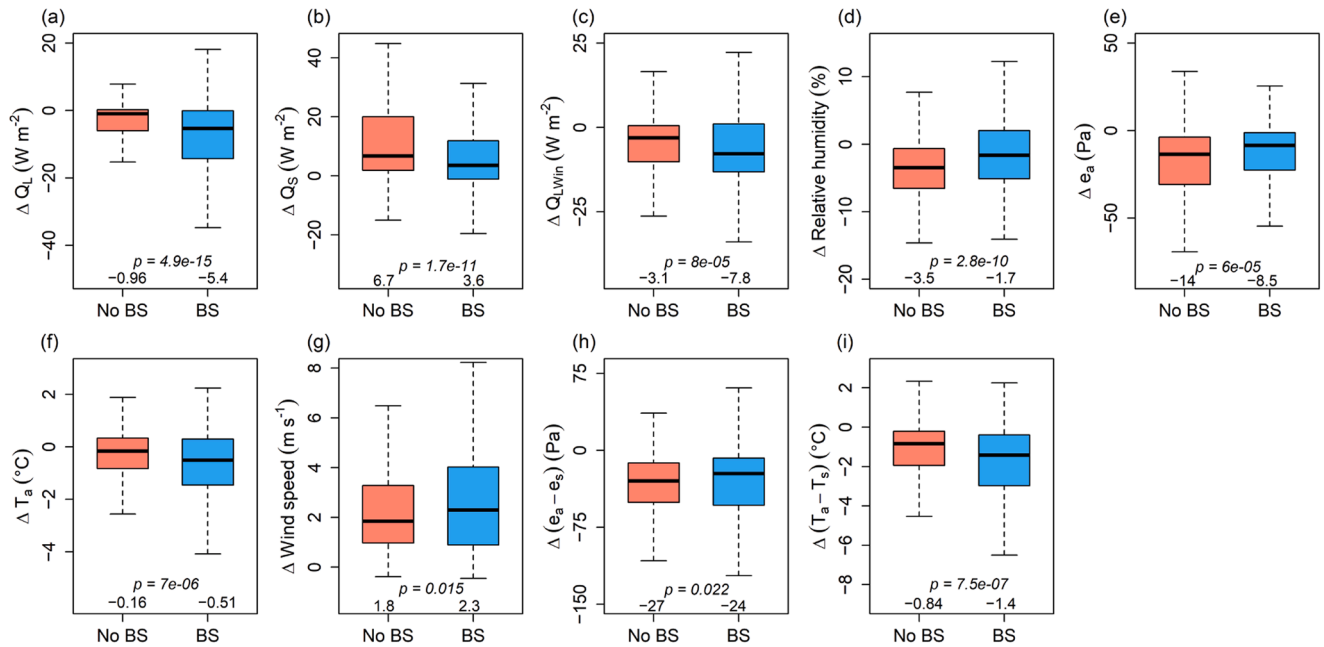 (a)
20
0
−20
−40
Δ Q_L (W m⁻²)
p = 4.9e-15
−0.96 −5.4
No BS BS
(b)
40
20
0
−20
Δ Q_S (W m⁻²)
p = 1.7e-11
6.7 3.6
No BS BS
(c)
25
0
25
Δ Q_LWin (W m⁻²)
p = 8e-05
−3.1 −7.8
No BS BS
(d)
10
0
−10
−20
Δ Relative humidity (%)
p = 2.8e-10
−3.5 −1.7
No BS BS
(e)
50
0
−50
Δ e_a (Pa)
p = 6e-05
−14 −8.5
No BS BS
(f)
2
0
−2
−4
Δ T_a (°C)
p = 7e-06
−0.16 −0.51
No BS BS
(g)
8
6
4
2
0
Δ Wind speed (m s⁻¹)
p = 0.015
1.8 2.3
No BS BS
(h)
75
0
−75
−150
Δ (e_a − e_s) (Pa)
p = 0.022
−27 −24
No BS BS
(i)
2
0
−2
−4
−6
−8
Δ (T_a − T_s) (°C)
p = 7.5e-07
−0.84 −1.4
No BS BS